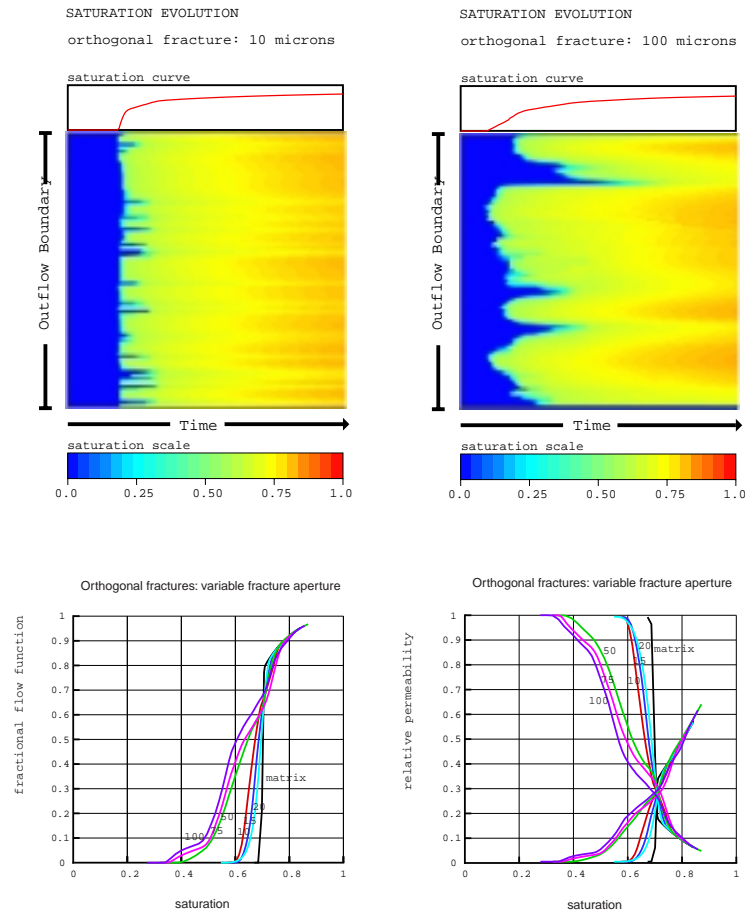 SATURATION EVOLUTION
orthogonal fracture: 10 microns
saturation curve
Outflow Boundary
Time
saturation scale
0.0 0.25 0.50 0.75 1.0
SATURATION EVOLUTION
orthogonal fracture: 100 microns
saturation curve
Outflow Boundary
Time
saturation scale
0.0 0.25 0.50 0.75 1.0
Orthogonal fractures: variable fracture aperture
fractional flow function
1
0.9
0.8
0.7
0.6
0.5
0.4
0.3
0.2
0.1
0
matrix
20
50
15
75
10
100
0 0.2 0.4 0.6 0.8 1
saturation
Orthogonal fractures: variable fracture aperture
relative permeability
1
0.9
0.8
0.7
0.6
0.5
0.4
0.3
0.2
0.1
0
20
matrix
50
15
75
10
100
0 0.2 0.4 0.6 0.8 1
saturation